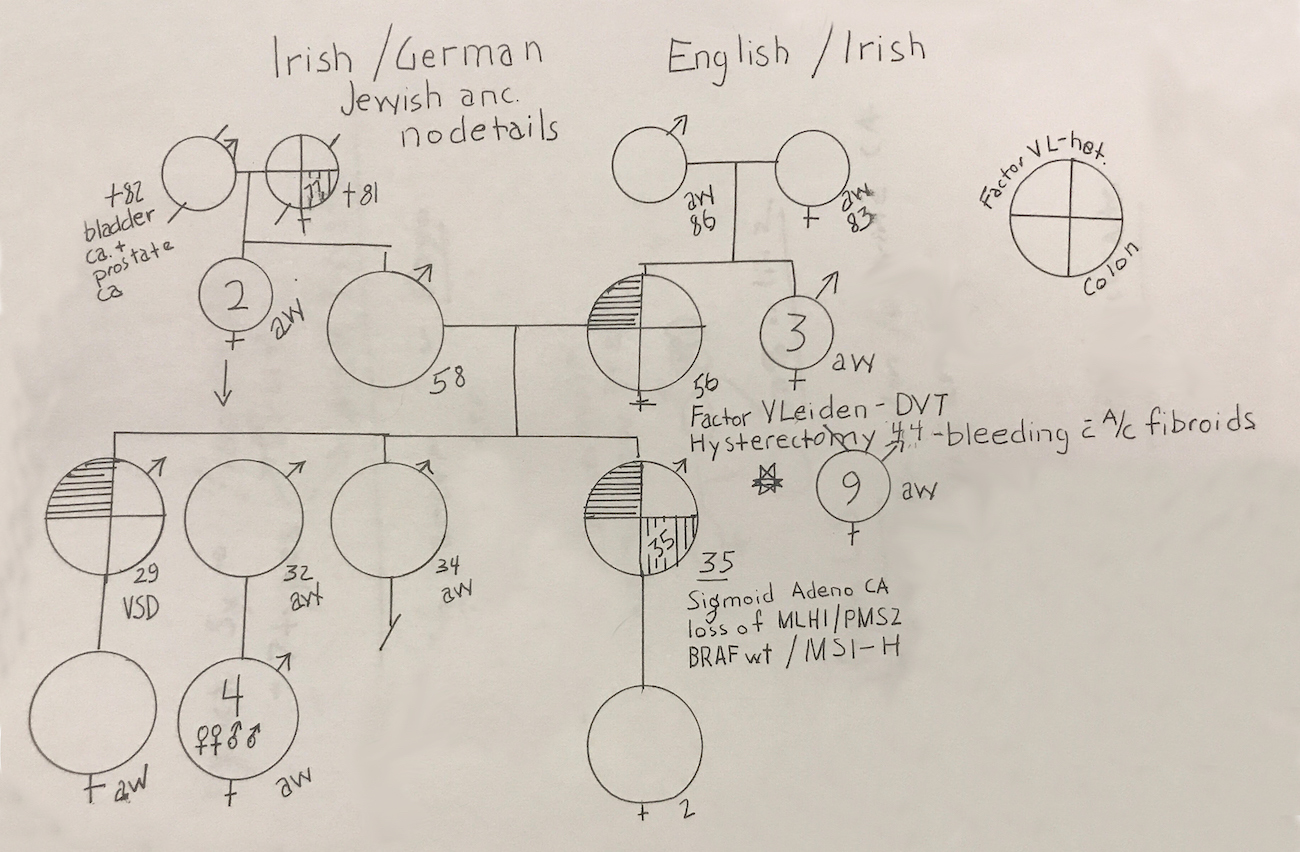 Irish /German
Jewish anc.
no details
English /Irish
Factor VL-het.
Colon
+82
bladder
ca. +
prostate
ca
77
+81
aw
86
aw
83
2
aw
58
56
3
aw
Factor VLeiden - DVT
Hysterectomy 44 -bleeding c̄ A/c fibroids
9
aw
29
VSD
32
aw
34
aw
35
35
Sigmoid Adeno CA
loss of MLH1/PMS2
BRAF wt /MSI-H
aw
4
♀♀♂♂
aw
2